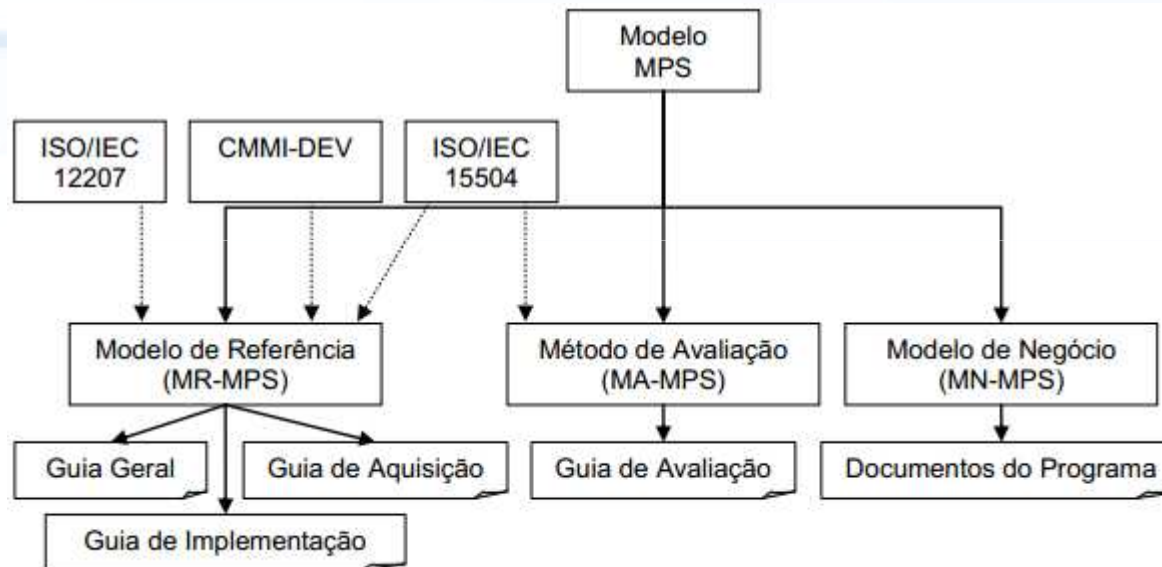 Modelo
MPS
ISO/IEC
12207
CMMI-DEV
ISO/IEC
15504
Modelo de Referência
(MR-MPS)
Método de Avaliação
(MA-MPS)
Modelo de Negócio
(MN-MPS)
Guia Geral
Guia de Aquisição
Guia de Avaliação
Documentos do Programa
Guia de Implementação